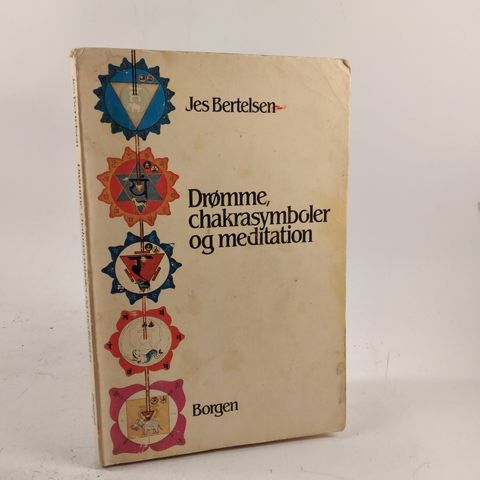 Jes Bertelsen
Drømme,
chakrasymboler
og meditation
Borgen